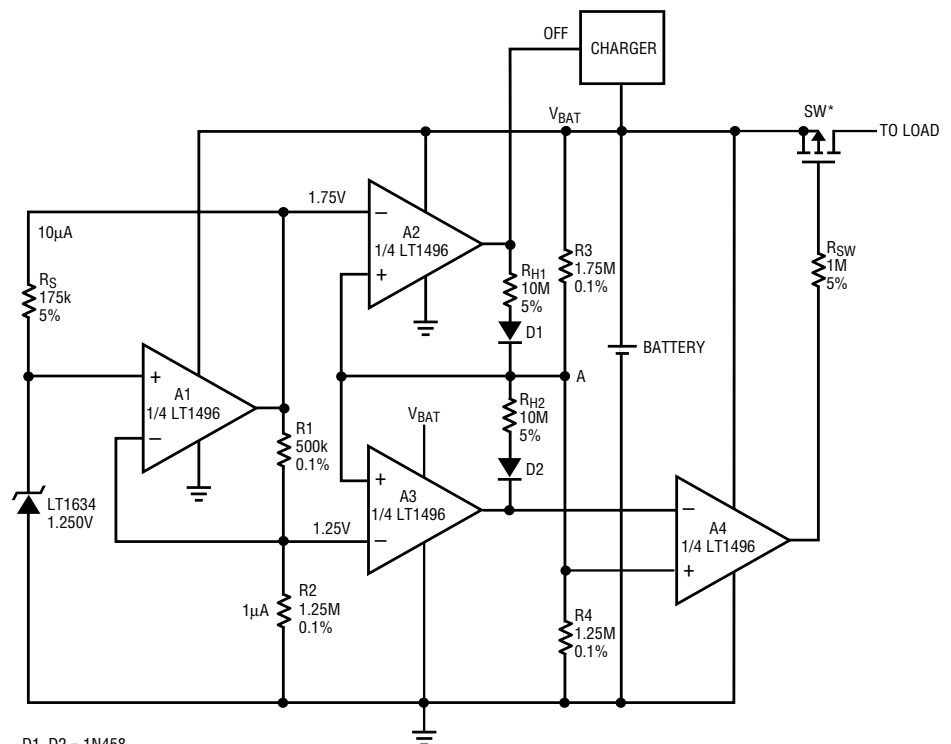 OFF
CHARGER
V_BAT
SW*
TO LOAD
1.75V
10µA
A2
1/4 LT1496
−
+
R_S
175k
5%
R_H1
10M
5%
R3
1.75M
0.1%
R_SW
1M
5%
D1
BATTERY
A
A1
1/4 LT1496
+
−
R1
500k
0.1%
V_BAT
R_H2
10M
5%
D2
LT1634
1.250V
1.25V
A3
1/4 LT1496
+
−
A4
1/4 LT1496
−
+
1µA
R2
1.25M
0.1%
R4
1.25M
0.1%